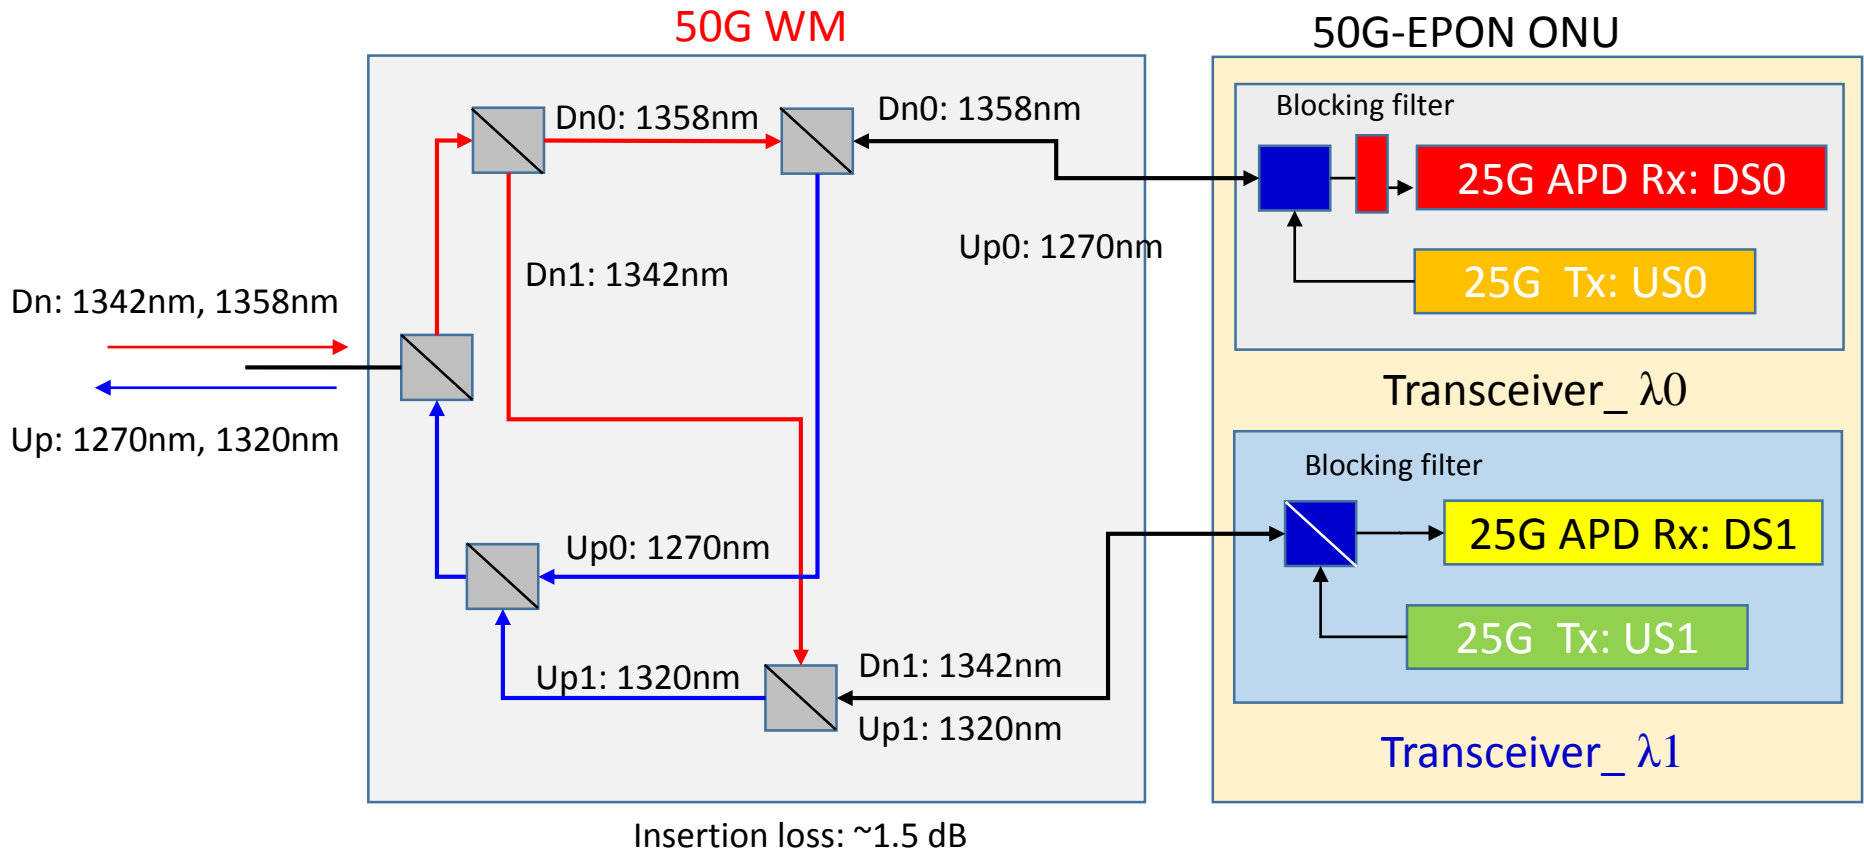 50G WM
50G-EPON ONU
Dn0: 1358nm
Dn0: 1358nm
Blocking filter
25G APD Rx: DS0
Up0: 1270nm
Dn1: 1342nm
25G  Tx: US0
Dn: 1342nm, 1358nm
Transceiver_ λ0
Up: 1270nm, 1320nm
Blocking filter
Up0: 1270nm
25G APD Rx: DS1
25G  Tx: US1
Up1: 1320nm
Dn1: 1342nm
Up1: 1320nm
Transceiver_ λ1
Insertion loss: ~1.5 dB